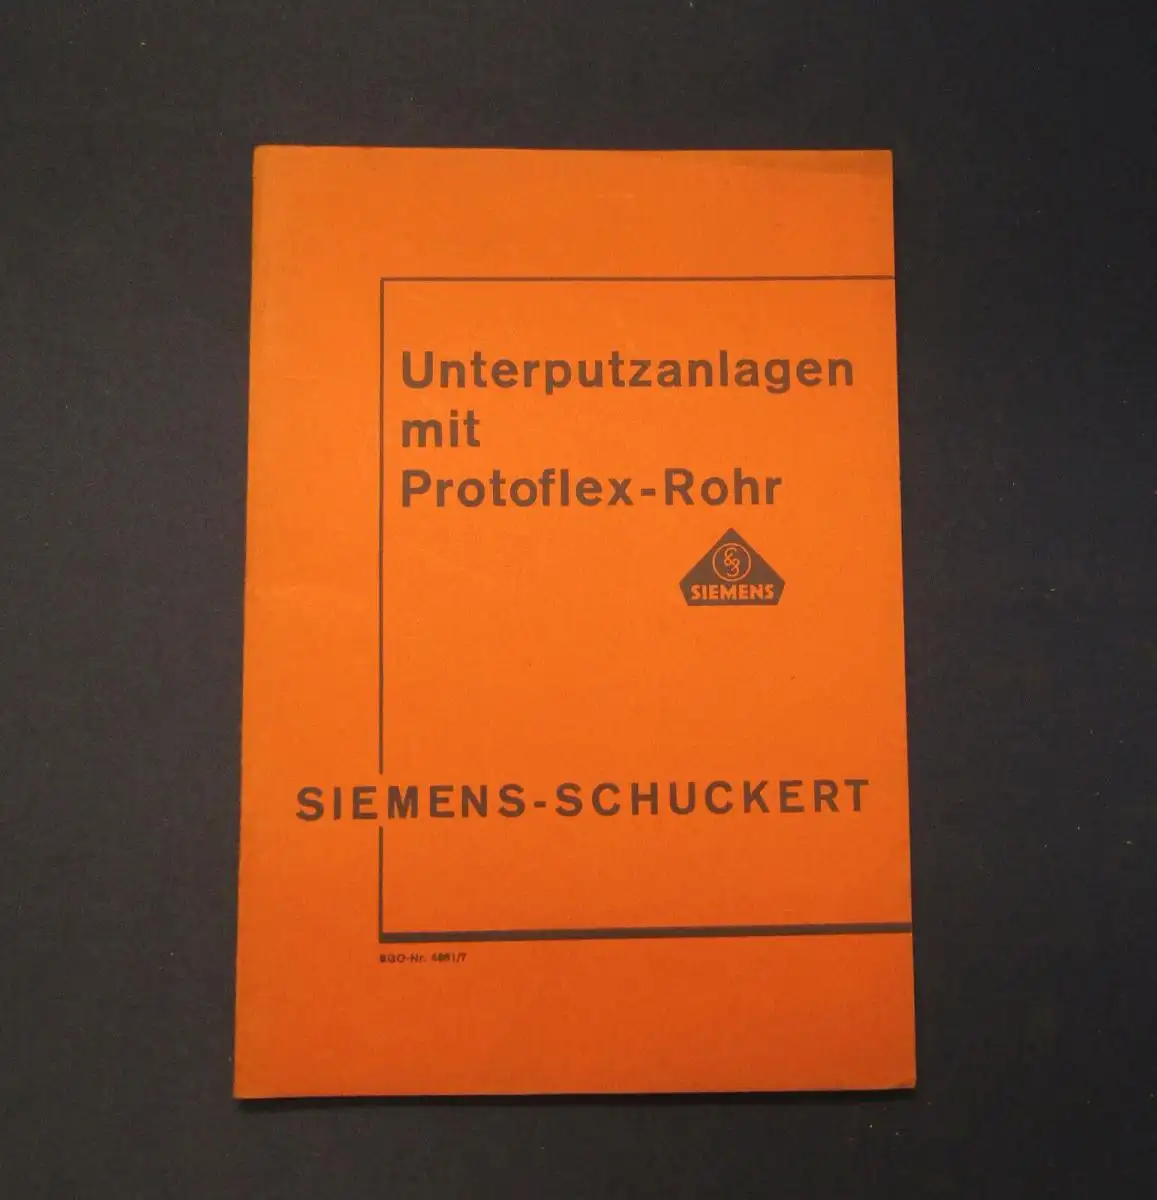 Unterputzanlagen
mit
Protoflex-Rohr
SIEMENS
SIEMENS-SCHUCKERT